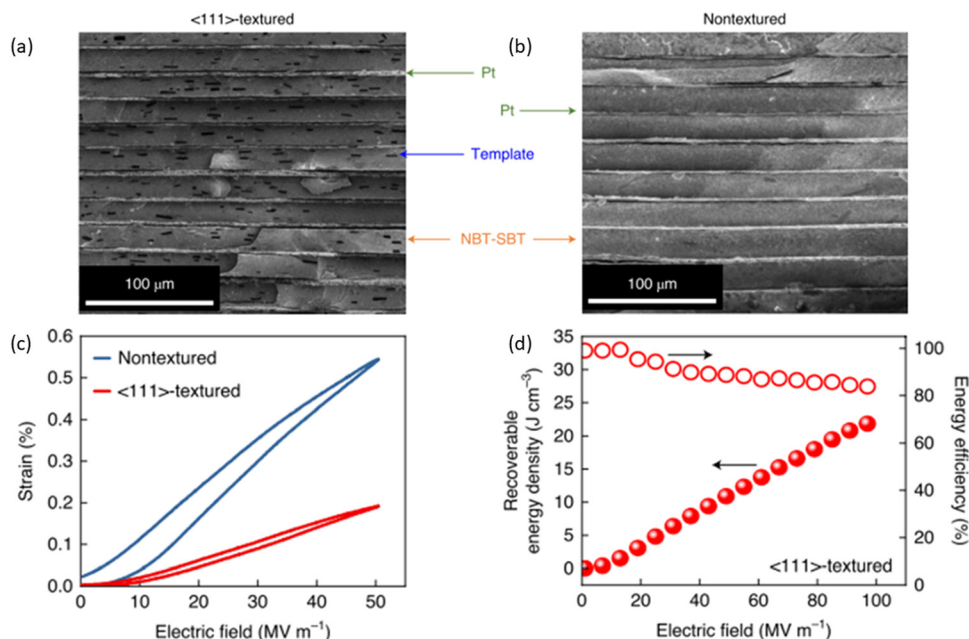 <111>-textured
Nontextured
(a)
(b)
Pt
Pt
Template
NBT-SBT
100 μm
100 μm
(c)
0.6
0.5
0.4
0.3
0.2
0.1
0.0
Strain (%)
Nontextured
<111>-textured
0
10
20
30
40
50
Electric field (MV m⁻¹)
(d)
35
30
25
20
15
10
5
0
Recoverable
energy density (J cm⁻³)
100
80
60
40
20
0
Energy efficiency
(%)
<111>-textured
0
20
40
60
80
100
Electric field (MV m⁻¹)